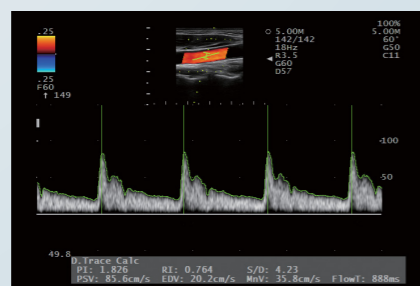 .25
.25
F60
↑ 149
5.00M
142/142
18Hz
R3.5
G60
D57
100%
5.00M
60°
G50
C11
100
50
49.8
D.Trace Calc
PI: 1.826 RI: 0.764 S/D: 4.23
PSV: 85.6cm/s EDV: 20.2cm/s MnV: 35.8cm/s FlowT: 888ms